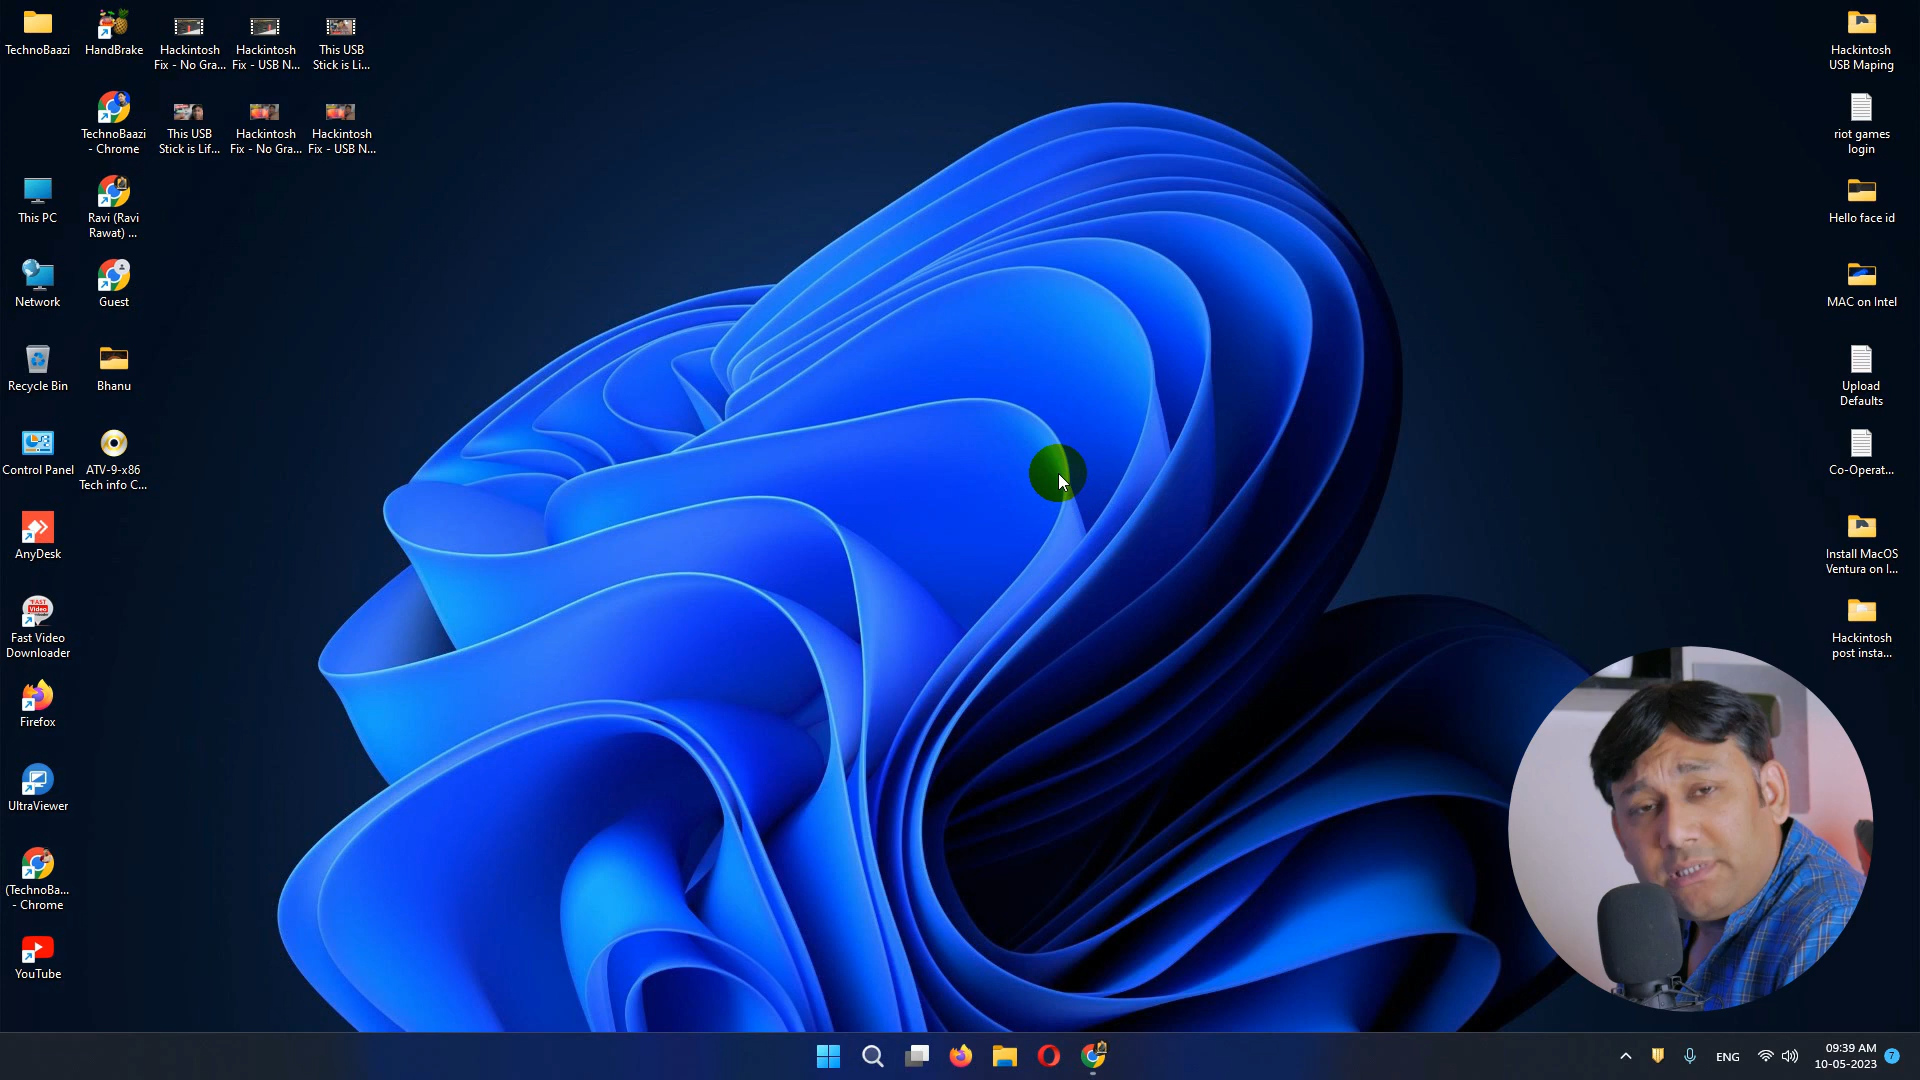 TechnoBaazi
HandBrake
Hackintosh
Fix - No Gra...
Hackintosh
Fix - USB N...
This USB
Stick is Li...
TechnoBaazi
- Chrome
This USB
Stick is Lif...
Hackintosh
Fix - No Gra...
Hackintosh
Fix - USB N...
This PC
Ravi (Ravi
Rawat) ...
Network
Guest
Recycle Bin
Bhanu
Control Panel
ATV-9-x86
Tech info C...
AnyDesk
FAST
Video
Fast Video
Downloader
Firefox
UltraViewer
(TechnoBa...
- Chrome
YouTube
Hackintosh
USB Maping
riot games
login
Hello face id
MAC on Intel
Upload
Defaults
Co-Operat...
Install MacOS
Ventura on I...
Hackintosh
post insta...
ENG
09:39 AM
10-05-2023
7